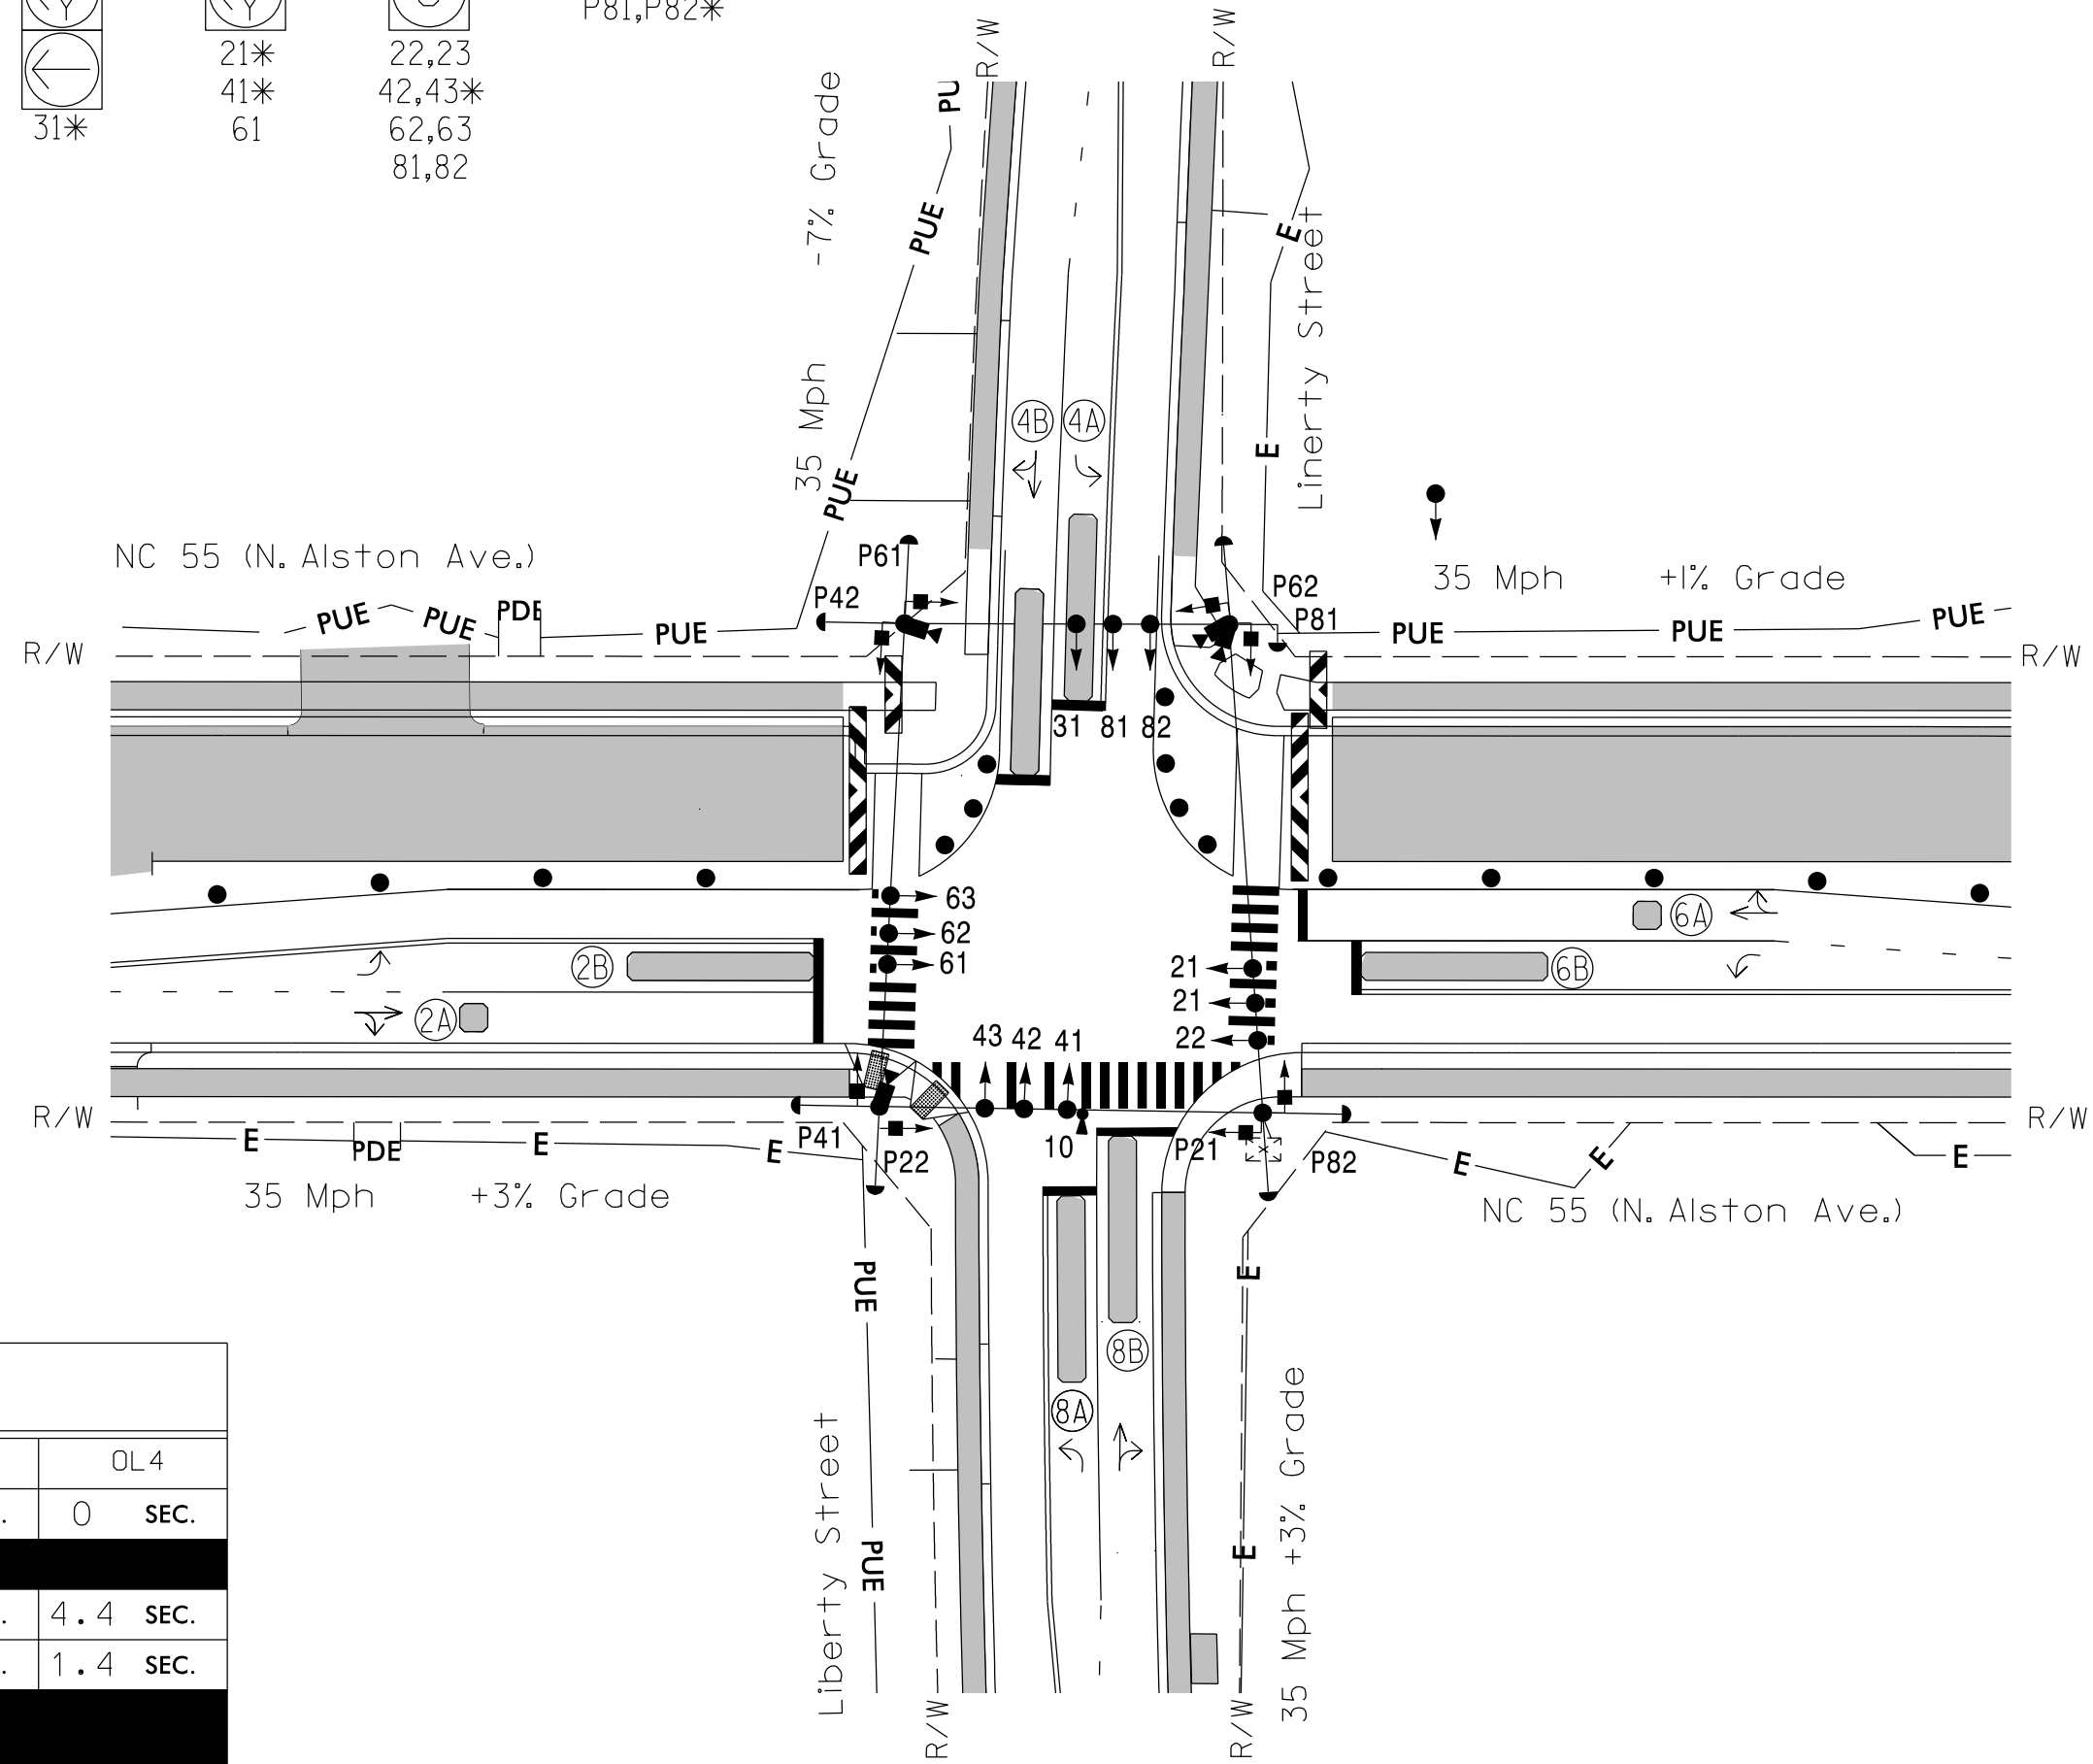 P81,P82*
21*
22,23
41*
42,43*
31*
61
62,63
81,82
R/W
R/W
-7% Grade
35 Mph
PU
PUE
PUE
Linerty Street
E
E
NC 55 (N. Alston Ave.)
35 Mph +1% Grade
P61
P42
P62
P81
PUE
PUE
PDE
PUE
PUE
PUE
PUE
R/W
R/W
4B
4A
31
81
82
63
62
61
21
21
22
2B
2A
6A
6B
43
42
41
10
P41
P22
P21
P82
R/W
R/W
E
PDE
E
E
E
E
E
35 Mph +3% Grade
NC 55 (N. Alston Ave.)
PUE
PUE
E
E
8B
8A
Liberty Street
35 Mph +3% Grade
R/W
R/W
OL4
. 0 SEC.
. 4.4 SEC.
. 1.4 SEC.